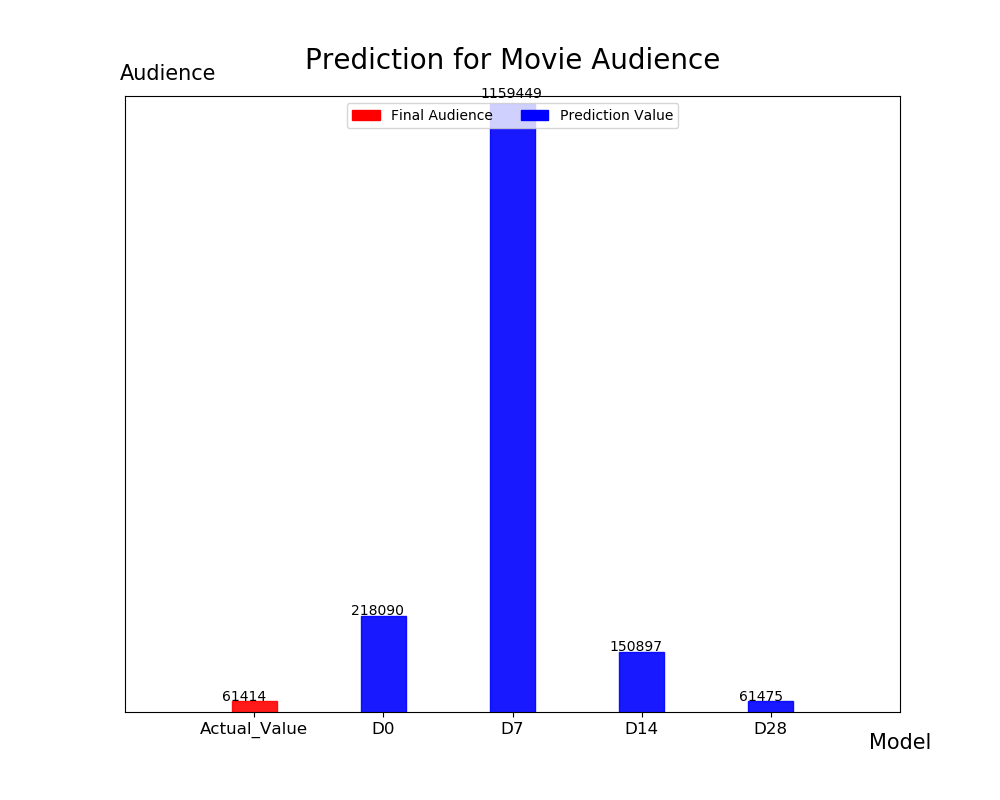 Prediction for Movie Audience
Audience
1159449
Final Audience Prediction Value
218090
150897
61414 61475
Actual_Value D0 D7 D14 D28
Model